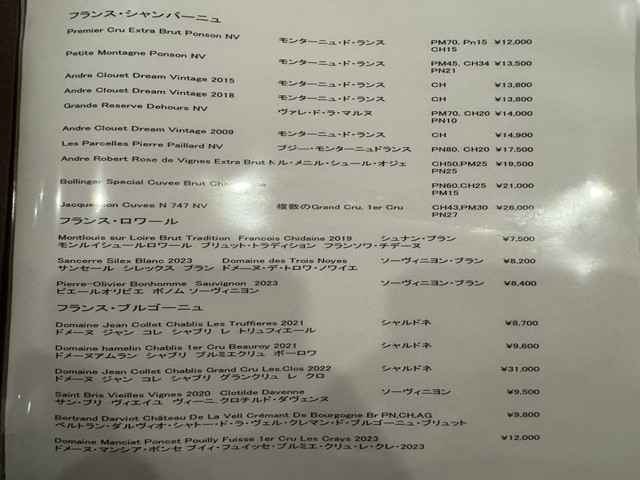 フランス・シャンパーニュ
Premier Cru Extra Brut Ponson NV モンターニュ・ド・ランス PM70, Pn15 ¥12,000
CH15
Petite Montagne Ponson NV モンターニュ・ド・ランス PM45, CH34 ¥13,500
PN21
Andre Clouet Dream Vintage 2015 モンターニュ・ド・ランス CH ¥13,800
Andre Clouet Dream Vintage 2018 モンターニュ・ド・ランス CH ¥13,800
Grande Reserve Dehours NV ヴァレ・ド・ラ・マルヌ PM70, CH20 ¥14,000
PN10
Andre Clouet Dream Vintage 2009 モンターニュ・ド・ランス CH ¥14,900
Les Parcelles Pierre Paillard NV ブジー・モンターニュドランス PN80, CH20 ¥17,500
Andre Robert Rose de Vignes Extra Brut N ル・メニル・シュール・オジェ CH50,PM25 ¥19,500
PN25
Bollinger Special Cuvee Brut PN60,CH25 ¥21,000
PM15
Cuvee N 747 NV 複数のGrand Cru, 1er Cru CH43,PM30 ¥26,000
PN27
フランス・ロワール
Montlouis sur Loire Brut Tradition Francois Chidaine 2019 シュナン・ブラン ¥7,500
モンルイシュールロワール ブリュット・トラディション フランソワ・チデーヌ
Sancerre Silex Blanc 2023 Domaine des Trois Noyes ソーヴィニヨン・ブラン ¥8,200
サンセール シレックス ブラン ドメーヌ・デ・トロワ・ノワイエ
Pierre-Olivier Bonhomme Sauvignon 2023 ソーヴィニヨン・ブラン ¥8,400
ピエールオリビエ ボノム ソーヴィニヨン
フランス・ブルゴーニュ
Domaine Jean Collet Chablis Les Truffieres 2021 シャルドネ ¥8,700
ドメーヌ ジャン コレ シャブリ レ トリュフィエール
Domaine hamelin Chablis 1er Cru Beauroy 2021 シャルドネ ¥9,600
ドメーヌアムラン シャブリ プルミエクリュ ボーロワ
Domaine Jean Collet Chablis Grand Cru Les,Clos 2022 シャルドネ ¥31,000
ドメーヌ ジャン コレ シャブリ グランクリュ レ クロ
Saint Bris Vieilles Vignes 2020 Clotilde Davenne ソーヴィニヨン ¥9,500
サン・ブリ ヴィエイユ ヴィーニ クロチルド・ダヴェンヌ
Bertrand Darviot Château De La Vell Crémant De Bourgogne Br PN,CH,AG ¥9,800
ベルトラン・ダルヴィオ・シャトー・ド・ラ・ヴェル・クレマン・ド・ブルゴーニュ・ブリュット
Domaine Manciat Poncet Pouilly Fuisse 1er Cru Les Crays 2023 ¥12,000
ドメーヌ・マンシア・ポンセ プイィ・フュイッセ・プルミエ・クリュ・レ・クレ・2023